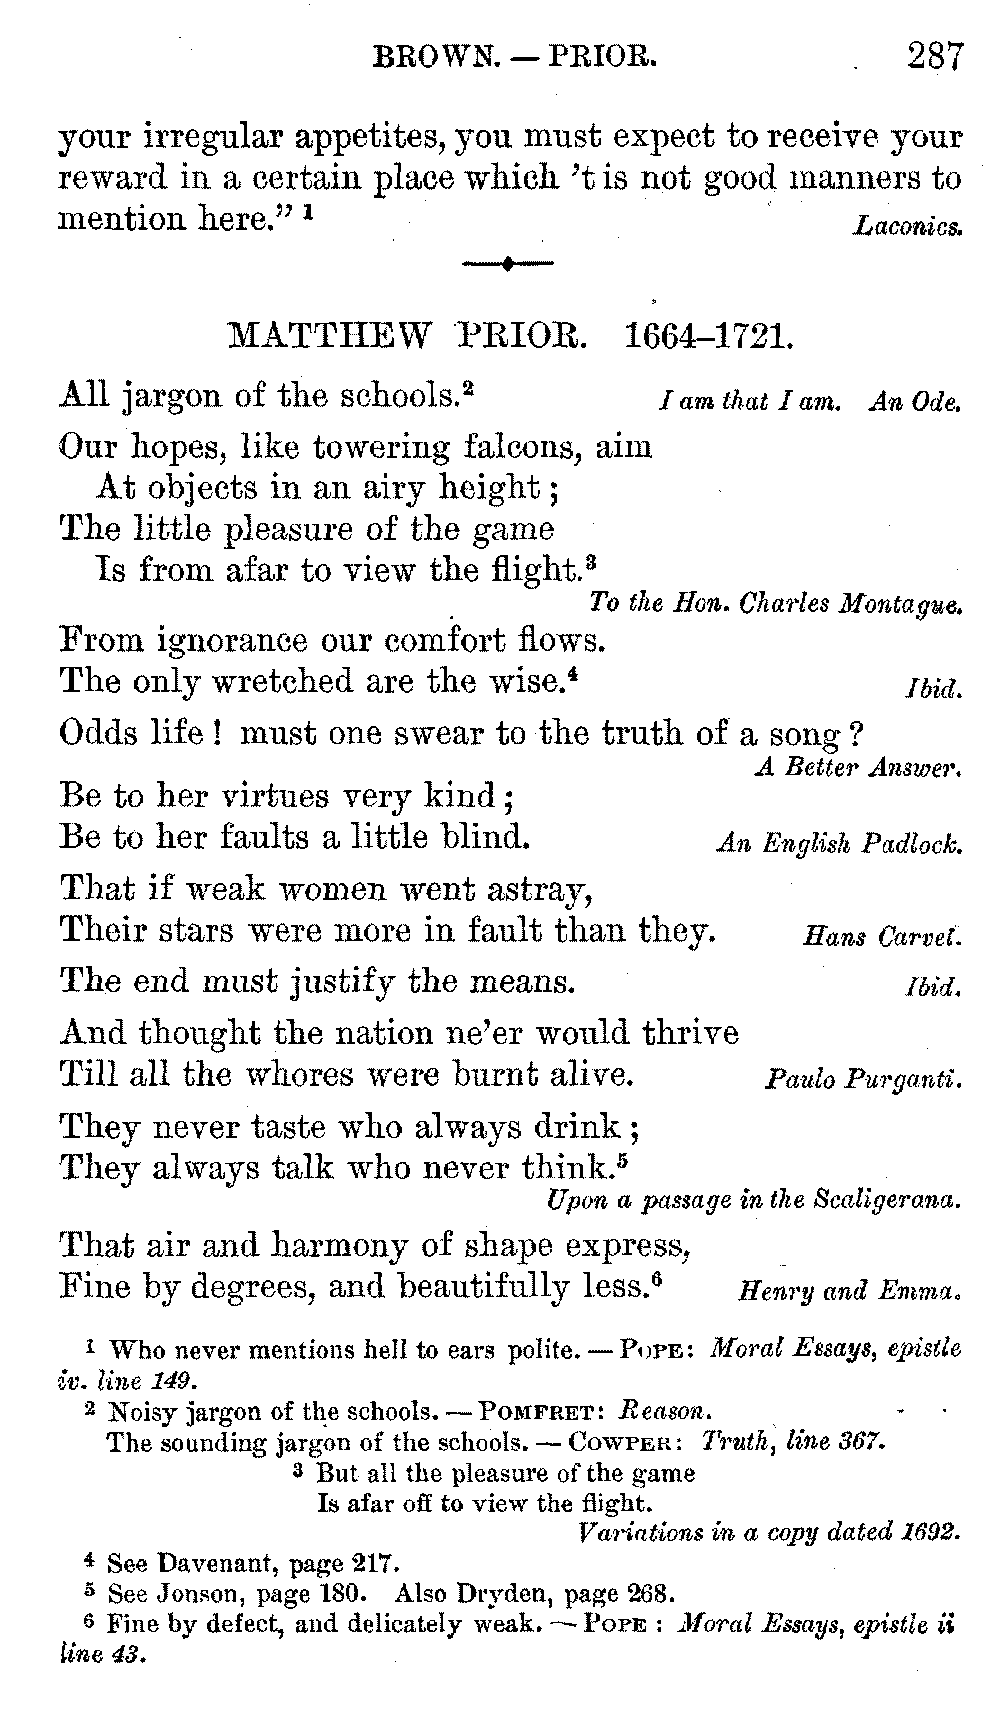 BROWN. — PRIOR. 287
your irregular appetites, you must expect to receive your
reward in a certain place which 't is not good manners to
mention here." ¹ Laconics.
MATTHEW PRIOR. 1664–1721.
All jargon of the schools.² I am that I am. An Ode.
Our hopes, like towering falcons, aim
At objects in an airy height ;
The little pleasure of the game
Is from afar to view the flight.³
To the Hon. Charles Montague.
From ignorance our comfort flows.
The only wretched are the wise.⁴ Ibid.
Odds life ! must one swear to the truth of a song ?
A Better Answer.
Be to her virtues very kind ;
Be to her faults a little blind. An English Padlock.
That if weak women went astray,
Their stars were more in fault than they. Hans Carvel.
The end must justify the means. Ibid.
And thought the nation ne'er would thrive
Till all the whores were burnt alive. Paulo Purganti.
They never taste who always drink ;
They always talk who never think.⁵
Upon a passage in the Scaligerana.
That air and harmony of shape express,
Fine by degrees, and beautifully less.⁶ Henry and Emma.
¹ Who never mentions hell to ears polite. — POPE: Moral Essays, epistle
iv. line 149.
² Noisy jargon of the schools. — POMFRET: Reason.
The sounding jargon of the schools. — COWPER: Truth, line 367.
³ But all the pleasure of the game
Is afar off to view the flight.
Variations in a copy dated 1692.
⁴ See Davenant, page 217.
⁵ See Jonson, page 180. Also Dryden, page 268.
⁶ Fine by defect, and delicately weak. — POPE : Moral Essays, epistle ii
line 43.